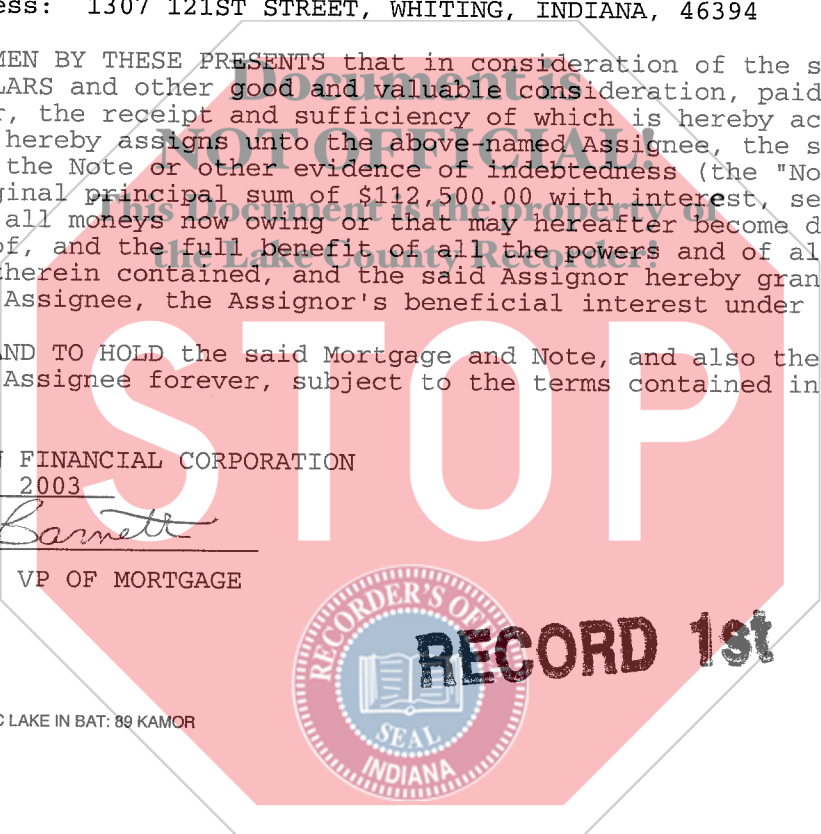 ess: 1307 121ST STREET, WHITING, INDIANA, 46394
MEN BY THESE PRESENTS that in consideration of the s
LARS and other good and valuable consideration, paid
r, the receipt and sufficiency of which is hereby ac
hereby assigns unto the above-named Assignee, the s
the Note or other evidence of indebtedness (the "No
ginal principal sum of $112,500.00 with interest, se
all moneys now owing or that may hereafter become d
of, and the full benefit of all the powers and of al
therein contained, and the said Assignor hereby gran
Assignee, the Assignor's beneficial interest under
Document is
NOT OFFICIAL!
This Document is the property of
the Lake County Recorder!
AND TO HOLD the said Mortgage and Note, and also the
Assignee forever, subject to the terms contained in
STOP
N FINANCIAL CORPORATION
2003
Barnett
VP OF MORTGAGE
RECORDER'S OF
SEAL
INDIANA
RECORD 1st
C LAKE IN BAT: 89 KAMOR